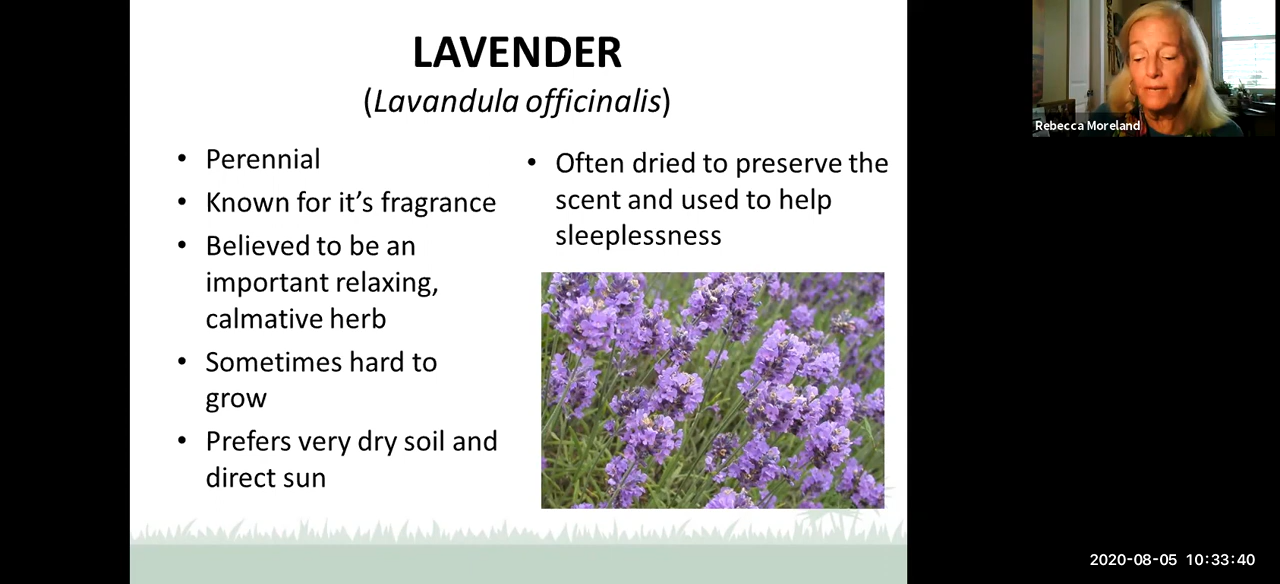 LAVENDER
(Lavandula officinalis)
• Perennial
• Known for it’s fragrance
• Believed to be an
important relaxing,
calmative herb
• Sometimes hard to
grow
• Prefers very dry soil and
direct sun
• Often dried to preserve the
scent and used to help
sleeplessness
Rebecca Moreland
2020-08-05 10:33:40